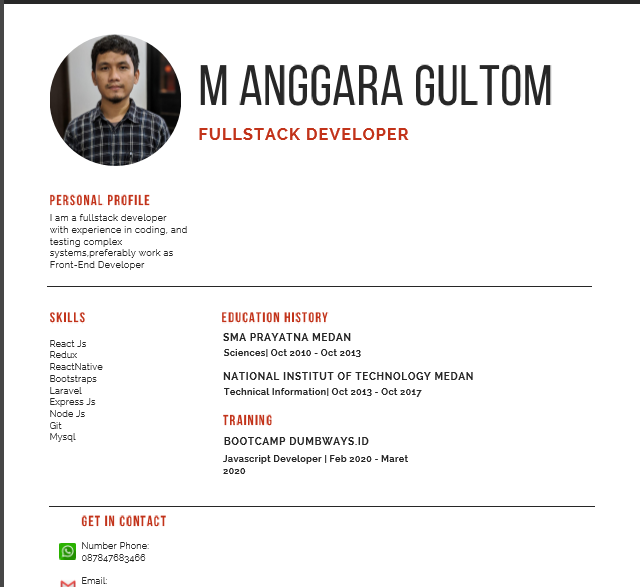 M ANGGARA GULTOM
FULLSTACK DEVELOPER
PERSONAL PROFILE
I am a fullstack developer
with experience in coding, and
testing complex
systems,preferably work as
Front-End Developer
SKILLS
React Js
Redux
ReactNative
Bootstraps
Laravel
Express Js
Node Js
Git
Mysql
EDUCATION HISTORY
SMA PRAYATNA MEDAN
Sciences| Oct 2010 - Oct 2013
NATIONAL INSTITUT OF TECHNOLOGY MEDAN
Technical Information| Oct 2013 - Oct 2017
TRAINING
BOOTCAMP DUMBWAYS.ID
Javascript Developer | Feb 2020 - Maret
2020
GET IN CONTACT
Number Phone:
087847683466
Email: